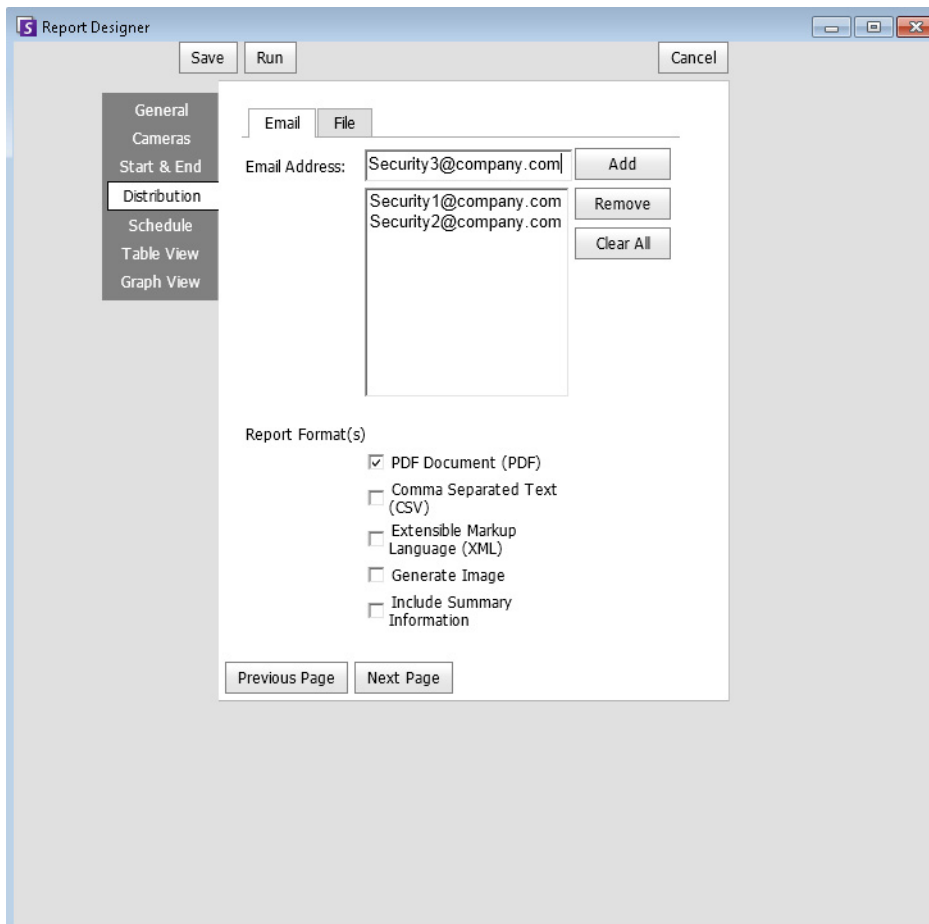 Report Designer
Save Run Cancel
General
Cameras
Start & End
Distribution
Schedule
Table View
Graph View
Email File
Email Address: Security3@company.com Add
Security1@company.com
Security2@company.com
Remove
Clear All
Report Format(s)
PDF Document (PDF)
Comma Separated Text
(CSV)
Extensible Markup
Language (XML)
Generate Image
Include Summary
Information
Previous Page Next Page